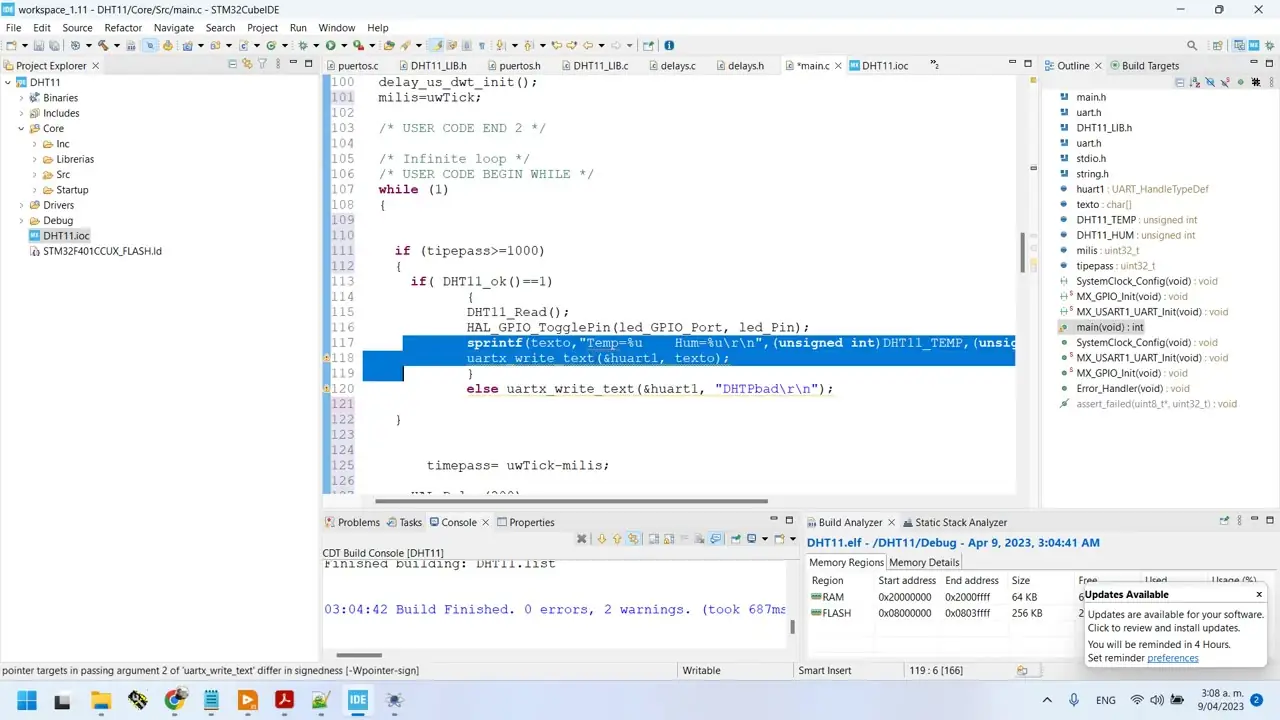 workspace_1.11 - DHT11/Core/Src/main.c - STM32CubeIDE
File Edit Source Refactor Navigate Search Project Run Window Help
Project Explorer
DHT11
Binaries
Includes
Core
Inc
Librerias
Src
Startup
Drivers
Debug
DHT11.ioc
STM32F401CCUX_FLASH.ld
puertos.c DHT11_LIB.h puertos.h DHT11_LIB.c delays.c delays.h *main.c DHT11.ioc »2
100 delay_us_dwt_init();
101 milis=uwTick;
102
103 /* USER CODE END 2 */
104
105 /* Infinite loop */
106 /* USER CODE BEGIN WHILE */
107 while (1)
108 {
109
110
111 if (tipepass>=1000)
112 {
113 if( DHT11_ok()==1)
114 {
115 DHT11_Read();
116 HAL_GPIO_TogglePin(led_GPIO_Port, led_Pin);
117 sprintf(texto,"Temp=%u Hum=%u\r\n",(unsigned int)DHT11_TEMP,(unsig
118 uartx_write_text(&huart1, texto);
119 }
120 else uartx_write_text(&huart1, "DHTPbad\r\n");
121
122 }
123
124
125 timepass= uwTick-milis;
126
Outline Build Targets
main.h
uart.h
DHT11_LIB.h
uart.h
stdio.h
string.h
huart1 : UART_HandleTypeDef
texto : char[]
DHT11_TEMP : unsigned int
DHT11_HUM : unsigned int
milis : uint32_t
tipepass : uint32_t
SystemClock_Config(void) : void
MX_GPIO_Init(void) : void
MX_USART1_UART_Init(void) : void
main(void) : int
SystemClock_Config(void) : void
MX_USART1_UART_Init(void) : void
MX_GPIO_Init(void) : void
Error_Handler(void) : void
assert_failed(uint8_t*, uint32_t) : void
Problems Tasks Console Properties
CDT Build Console [DHT11]
Finished building: DHT11.list
03:04:42 Build Finished. 0 errors, 2 warnings. (took 687ms
Build Analyzer Static Stack Analyzer
DHT11.elf - /DHT11/Debug - Apr 9, 2023, 3:04:41 AM
Memory Regions Memory Details
Region Start address End address Size Free Used Usage (%)
RAM 0x20000000 0x2000ffff 64 KB
FLASH 0x08000000 0x0803ffff 256 KB
Updates Available
Updates are available for your software.
Click to review and install updates.
You will be reminded in 4 Hours.
Set reminder preferences
pointer targets in passing argument 2 of 'uartx_write_text' differ in signedness [-Wpointer-sign]
Writable Smart Insert 119 : 6 [166]
IDE
ENG
3:08 a. m.
9/04/2023
2